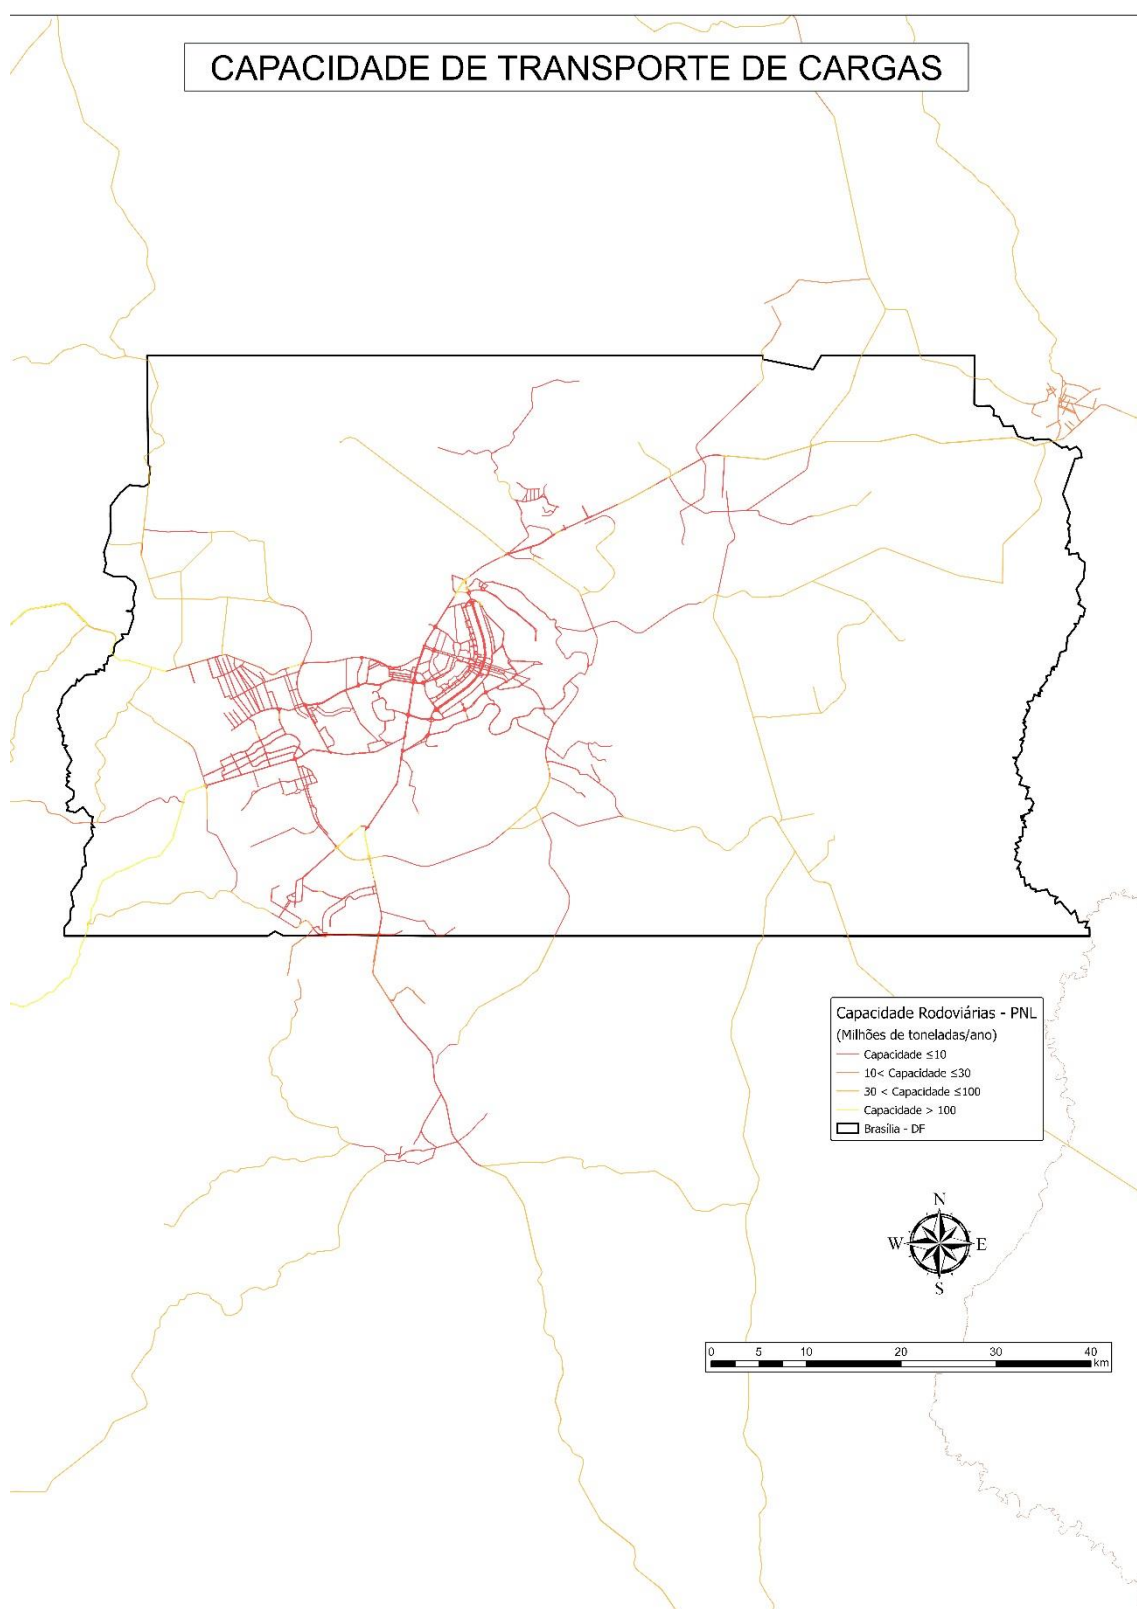 CAPACIDADE DE TRANSPORTE DE CARGAS
Capacidade Rodoviárias - PNL
(Milhões de toneladas/ano)
Capacidade ≤10
10< Capacidade ≤30
30 < Capacidade ≤100
Capacidade > 100
Brasília - DF
N
W E
S
0 5 10 20 30 40
km